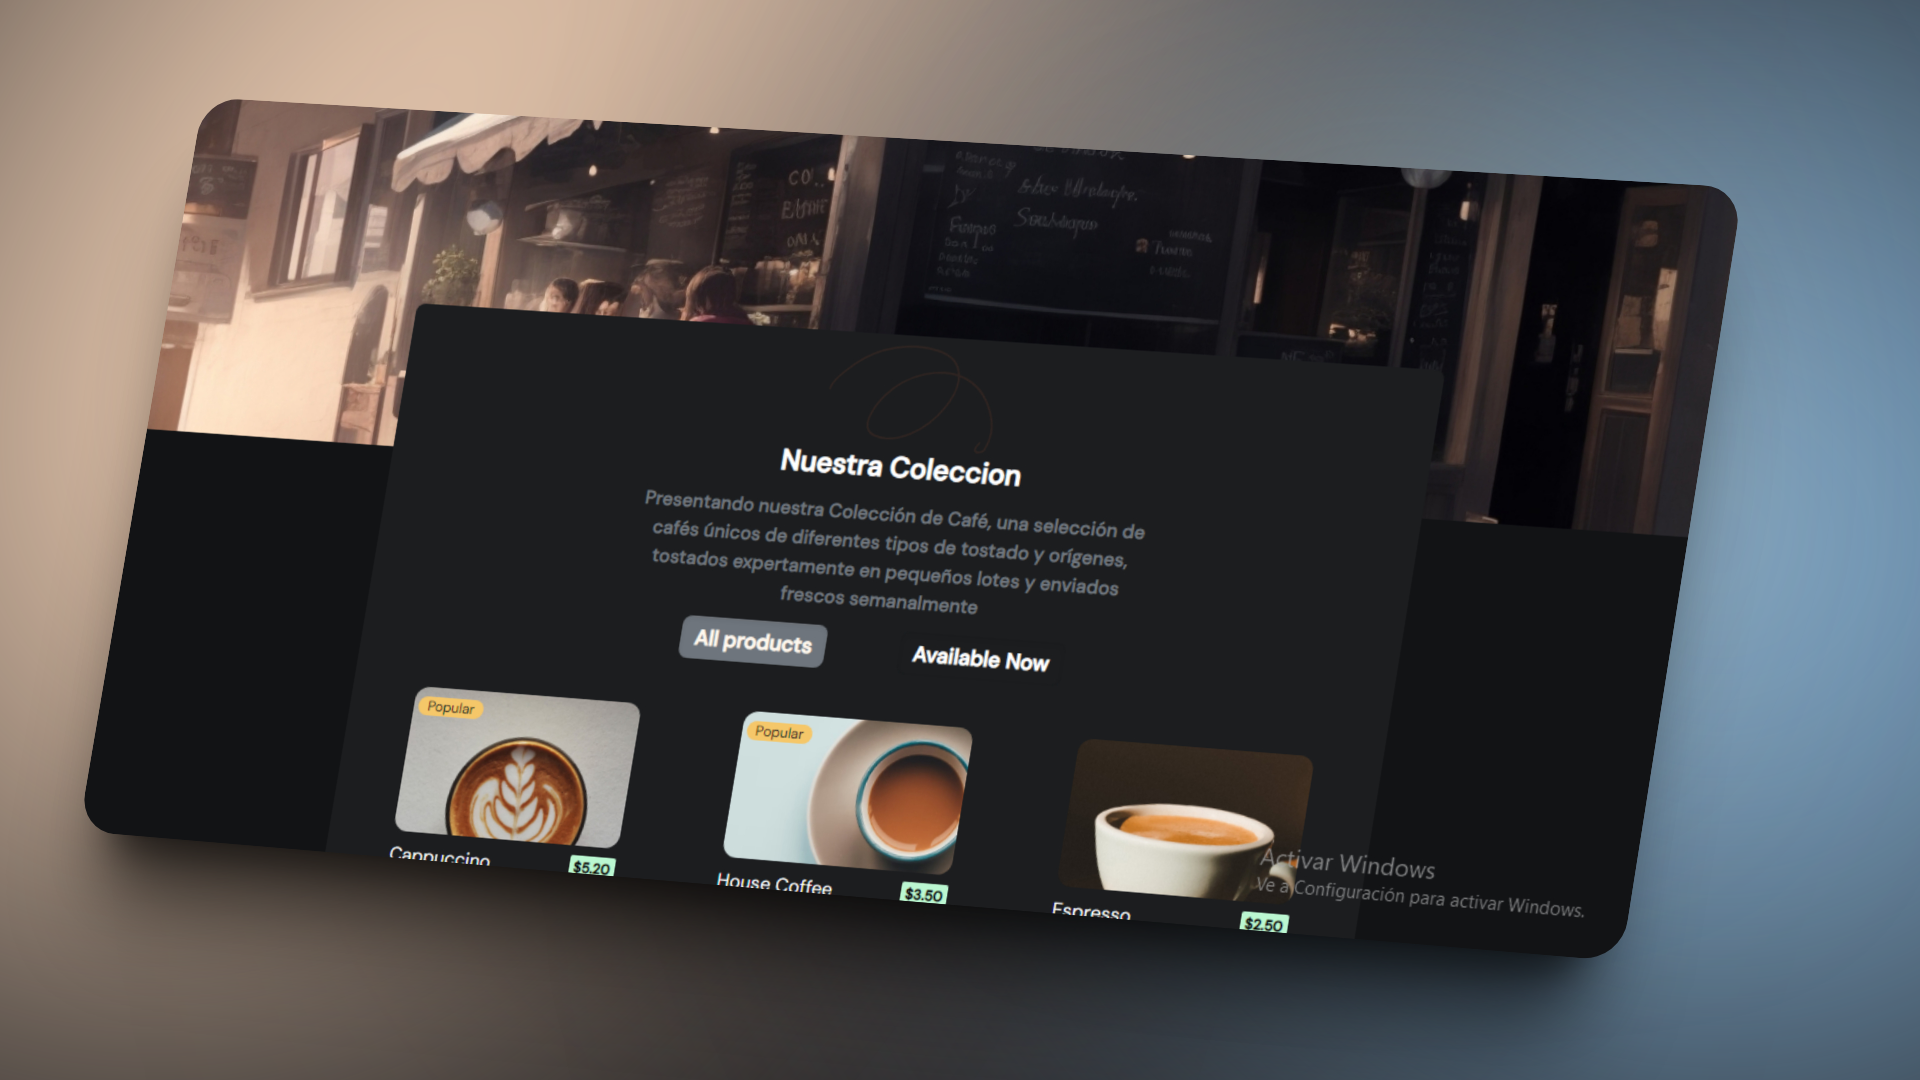 Nuestra Coleccion
Presentando nuestra Colección de Café, una selección de
cafés únicos de diferentes tipos de tostado y orígenes,
tostados expertamente en pequeños lotes y enviados
frescos semanalmente
All products
Available Now
Popular
Popular
Cappuccino
$5.20
House Coffee
$3.50
Espresso
$2.50
Activar Windows
Ve a Configuración para activar Windows.